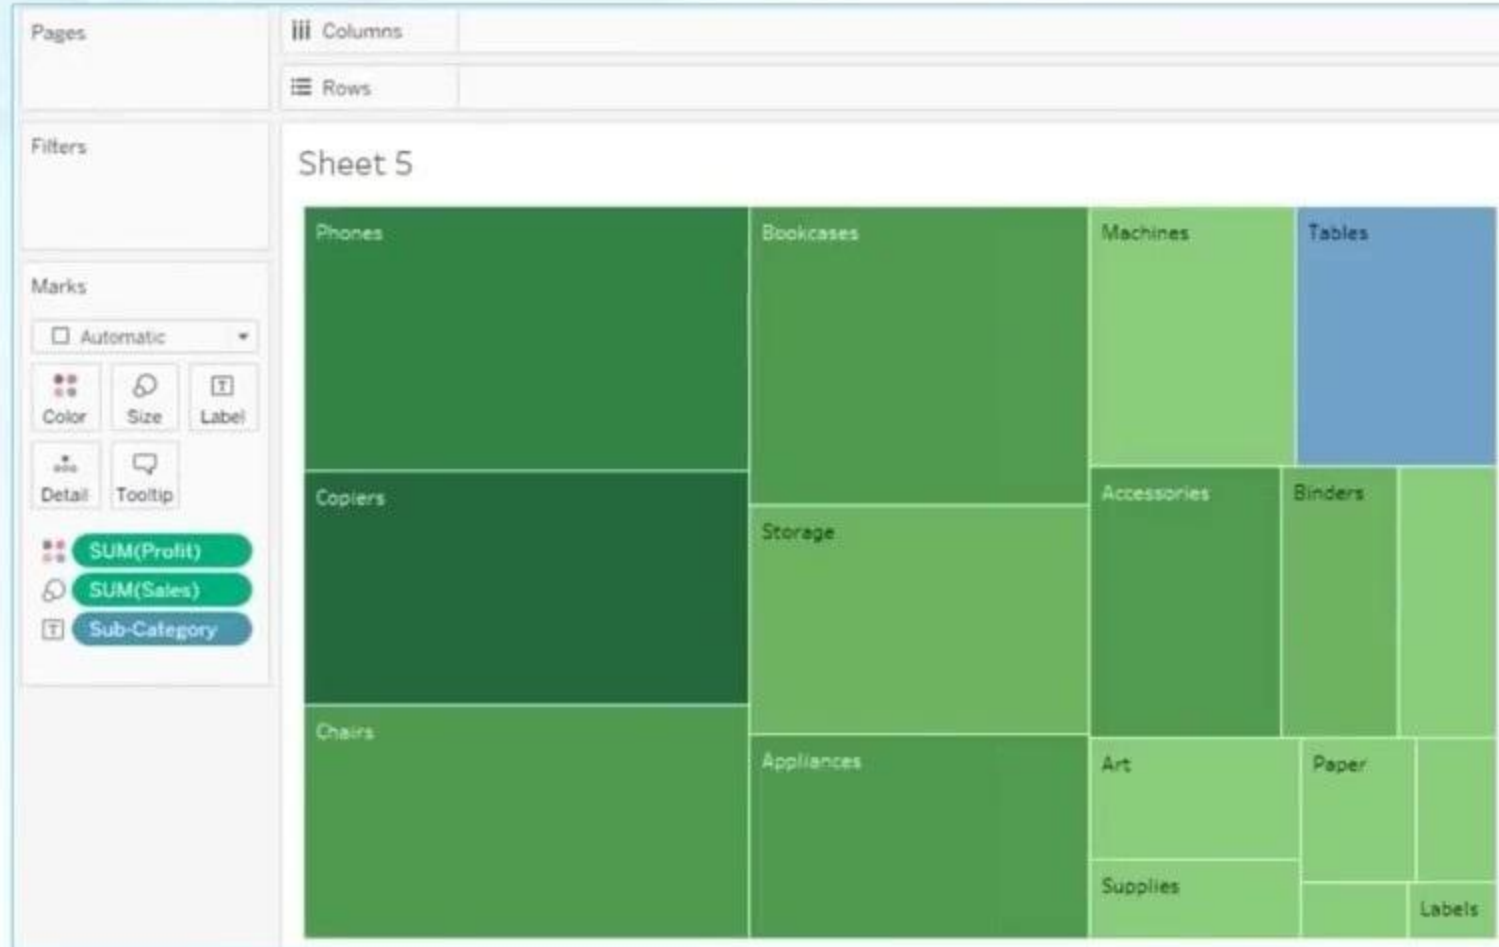 Pages
Columns
Rows
Filters
Sheet 5
Marks
Automatic
Color Size Label
Detail Tooltip
SUM(Profit)
SUM(Sales)
Sub-Category
Phones
Copiers
Chairs
Bookcases
Storage
Appliances
Machines
Tables
Accessories
Binders
Art
Paper
Supplies
Labels